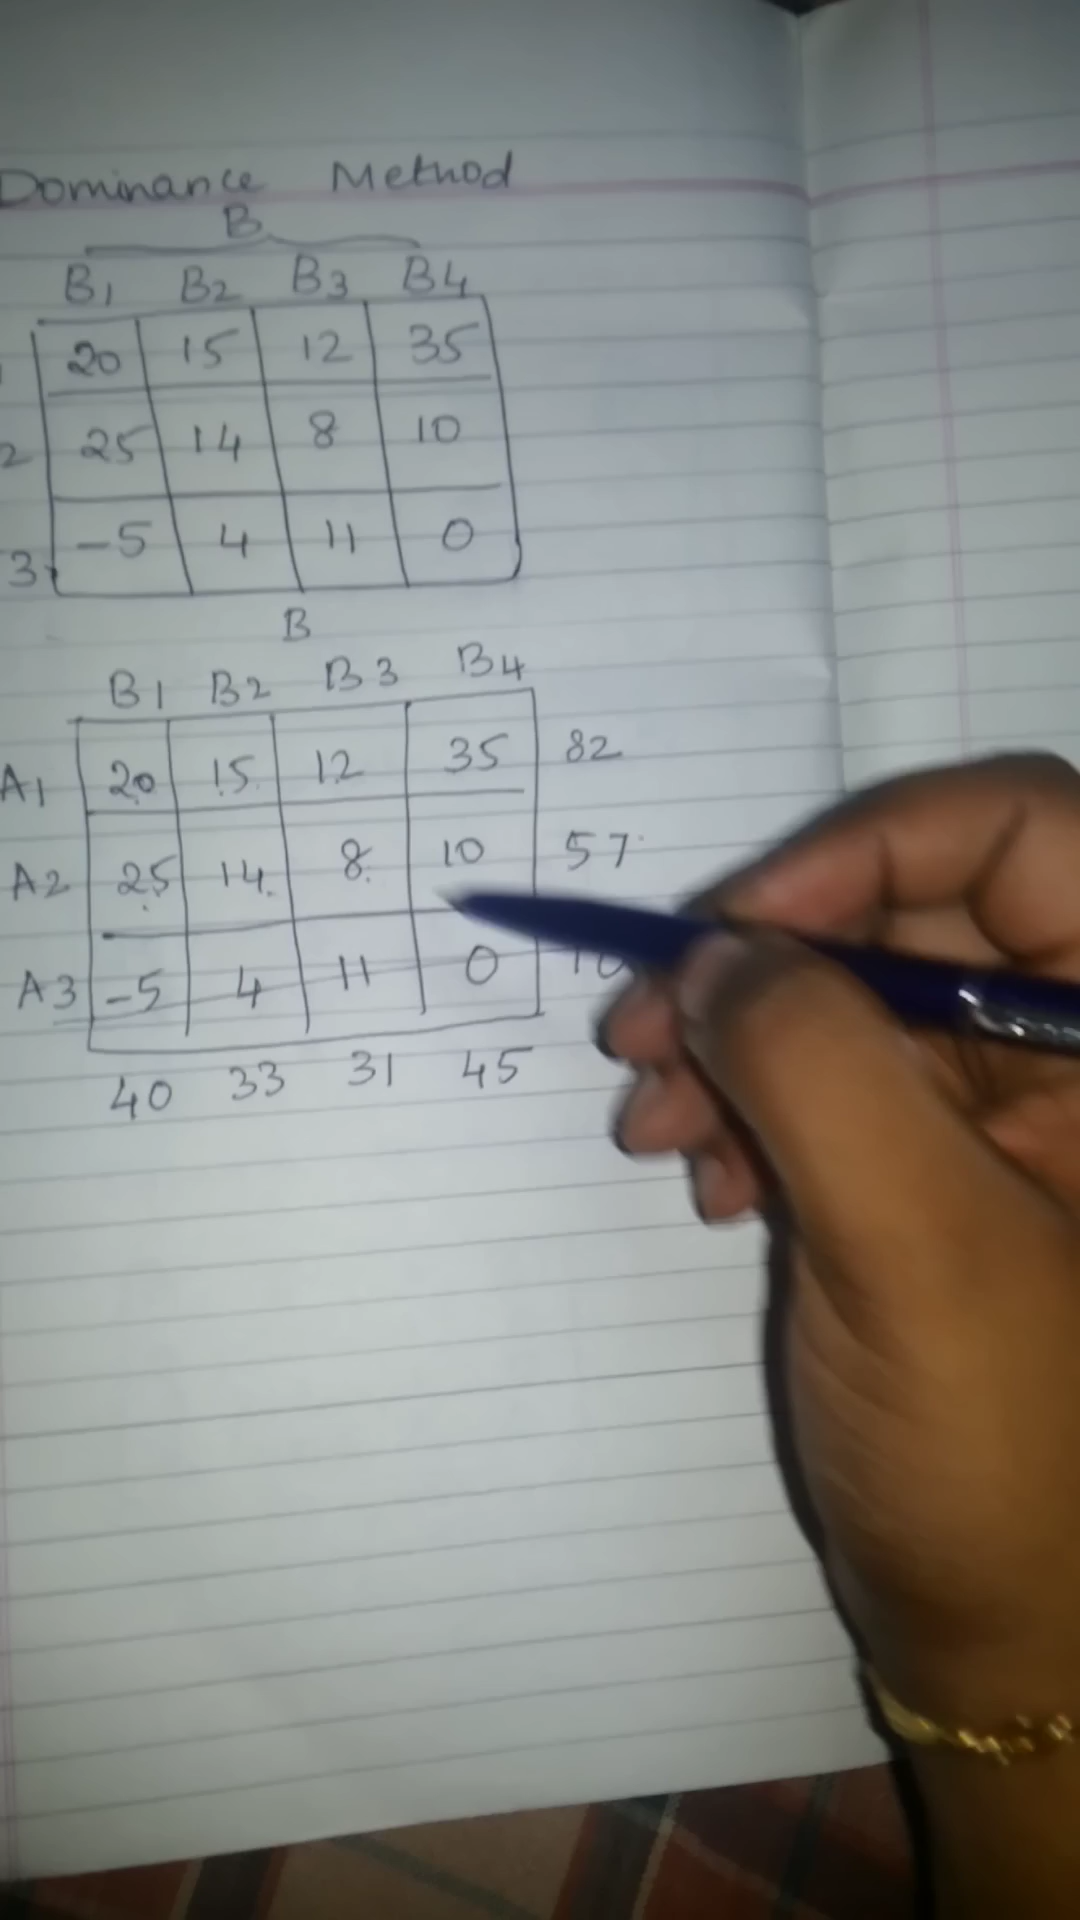 Dominance Method
B
B1 B2 B3 B4
20 15 12 35
2 25 14 8 10
3 -5 4 11 0
B
B1 B2 B3 B4
A1 20 15 12 35 82
A2 25 14 8 10 57
A3 -5 4 11 0 10
40 33 31 45